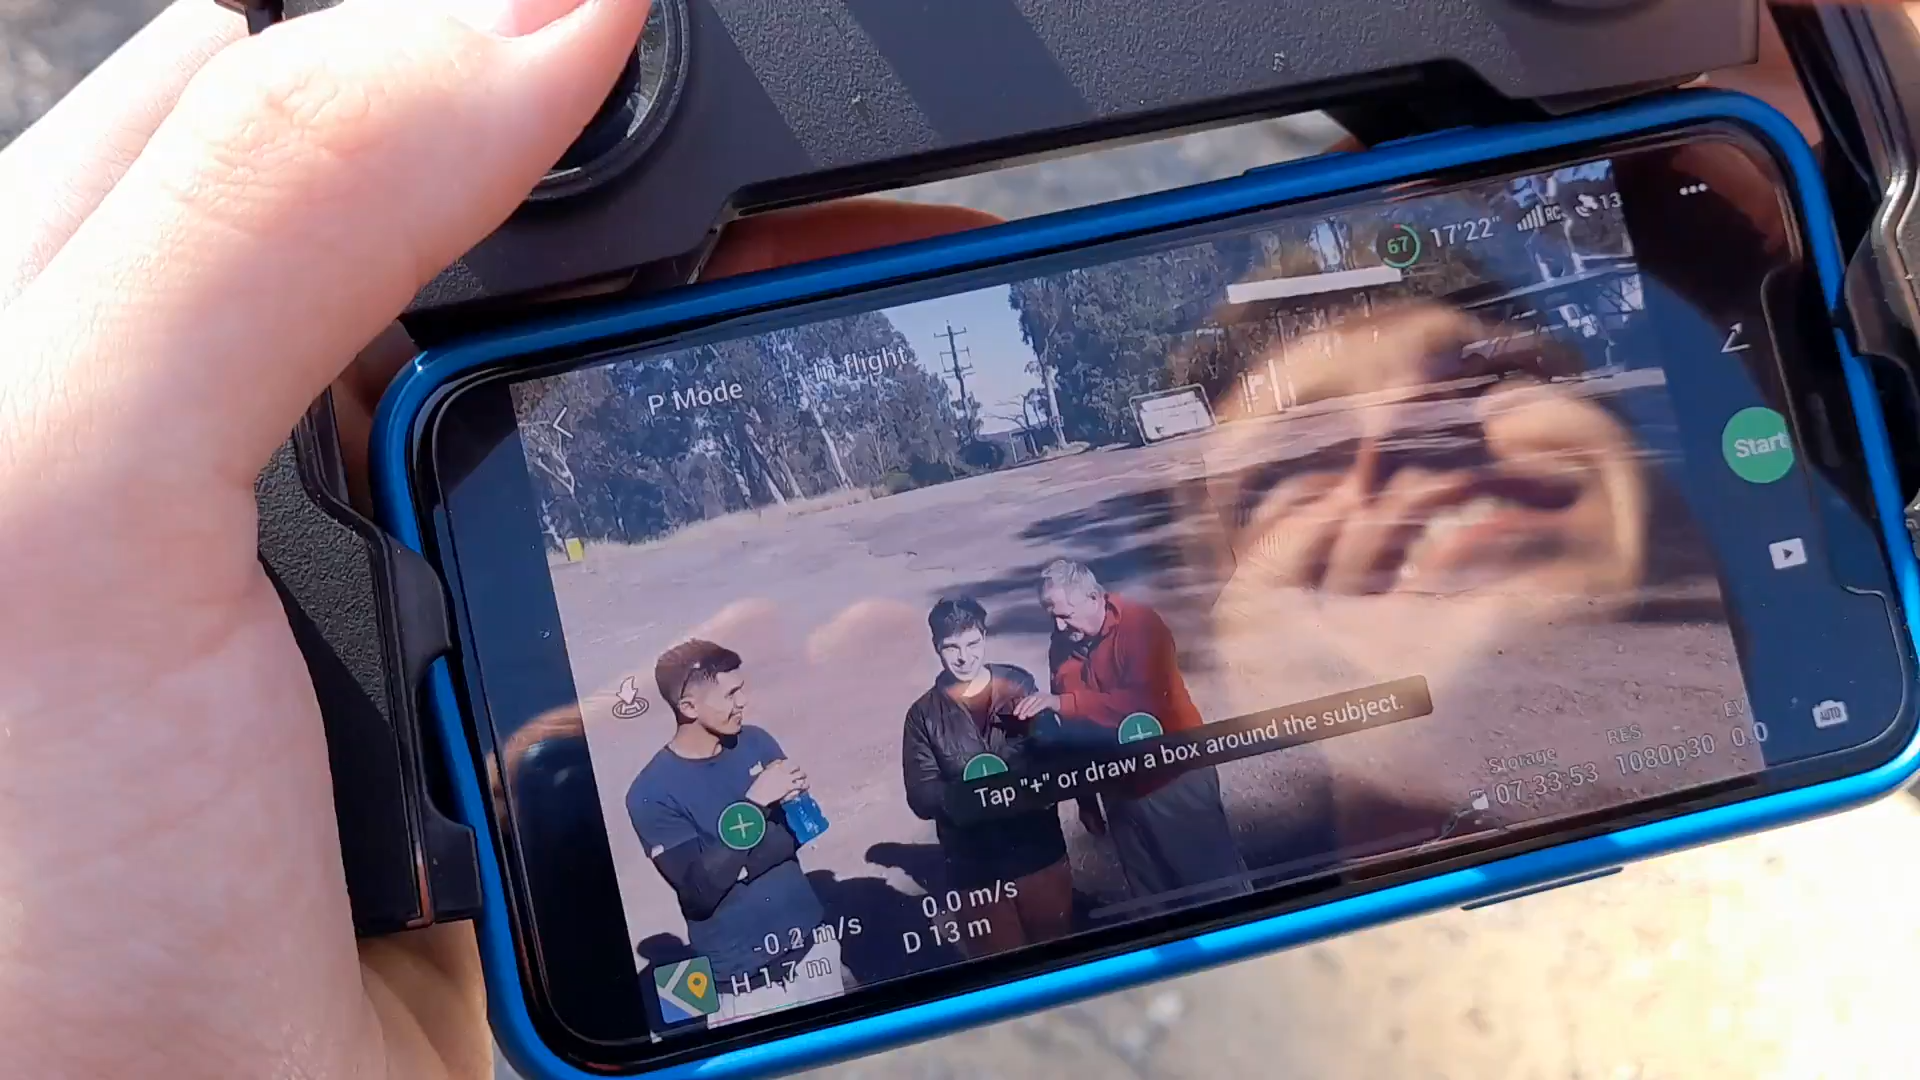 67 17'22" RC 13
P Mode
In flight
Start
Tap "+" or draw a box around the subject.
EV
0.0
RES
1080p30
Storage
07:33:53
AUTO
-0.2 m/s
0.0 m/s
H 1.7 m
D 13 m